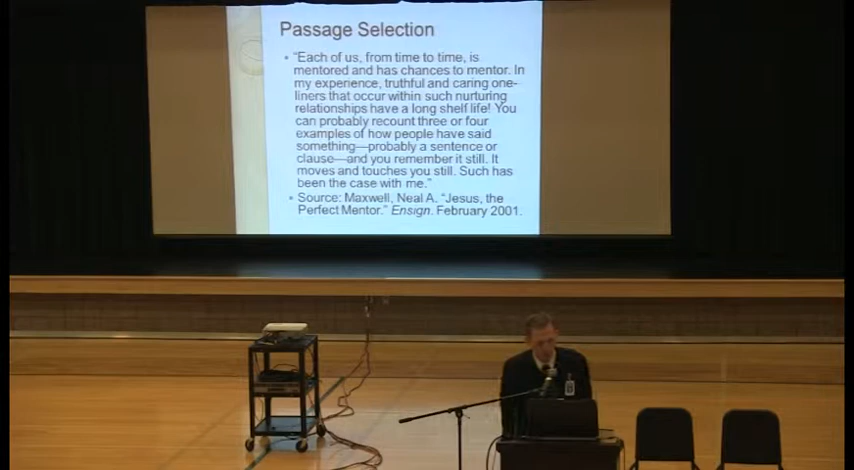 Passage Selection
• "Each of us, from time to time, is
mentored and has chances to mentor. In
my experience, truthful and caring one-
liners that occur within such nurturing
relationships have a long shelf life! You
can probably recount three or four
examples of how people have said
something—probably a sentence or
clause—and you remember it still. It
moves and touches you still. Such has
been the case with me."
• Source: Maxwell, Neal A. "Jesus, the
Perfect Mentor." Ensign. February 2001.